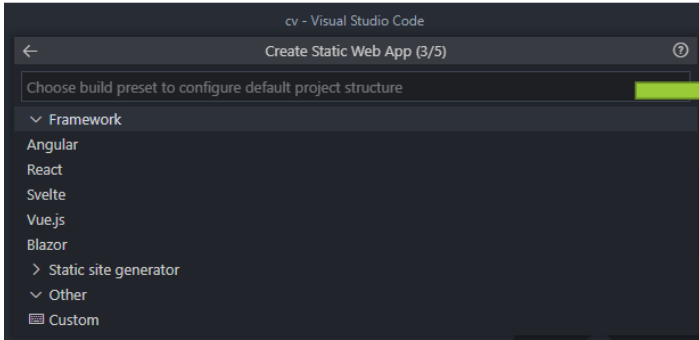 cv - Visual Studio Code
Create Static Web App (3/5)
Choose build preset to configure default project structure
Framework
Angular
React
Svelte
Vue.js
Blazor
Static site generator
Other
Custom